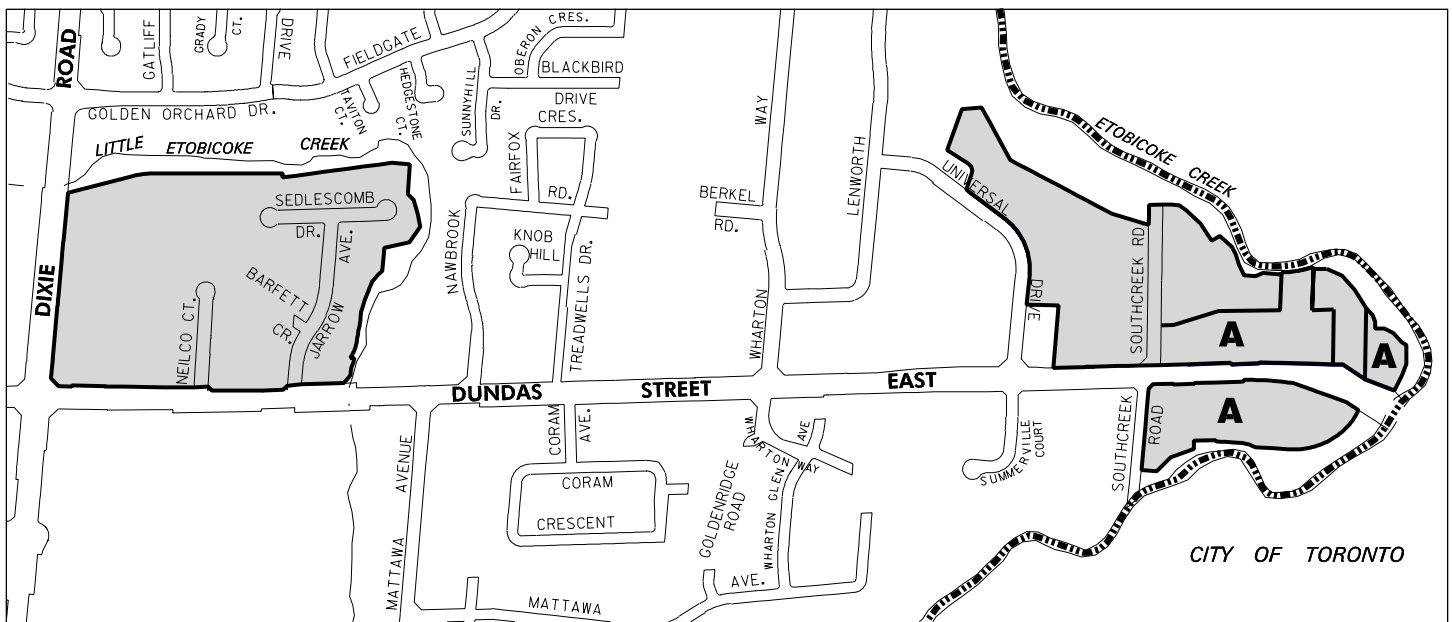 ROAD
GATLIFF
GRADY
CT.
DRIVE
FIELDGATE
OBERON CRES.
BLACKBIRD
DRIVE
GOLDEN ORCHARD DR.
TAVITON
CT.
HEDGESTONE
CT.
SUNNYHILL
DR.
CRES.
FAIRFOX
RD.
LITTLE ETOBICOKE CREEK
SEDLESCOMB
DR.
AVE.
BARFETT
CR.
JARROW
NEILCO CT.
DIXIE
NAWBROOK
KNOB
HILL
TREADWELLS DR.
BERKEL
RD.
WAY
WHARTON
LENWORTH
UNIVERSAL
DRIVE
ETOBICOKE CREEK
SOUTHCREEK RD
A
A
A
DUNDAS STREET EAST
CORAM
AVE.
MATTAWA AVENUE
CORAM
CRESCENT
GOLDENRIDGE
ROAD
WHARTON WAY
AVE
WHARTON GLEN
AVE.
MATTAWA
SUMMERVILLE
COURT
SOUTHCREEK
ROAD
CITY OF TORONTO